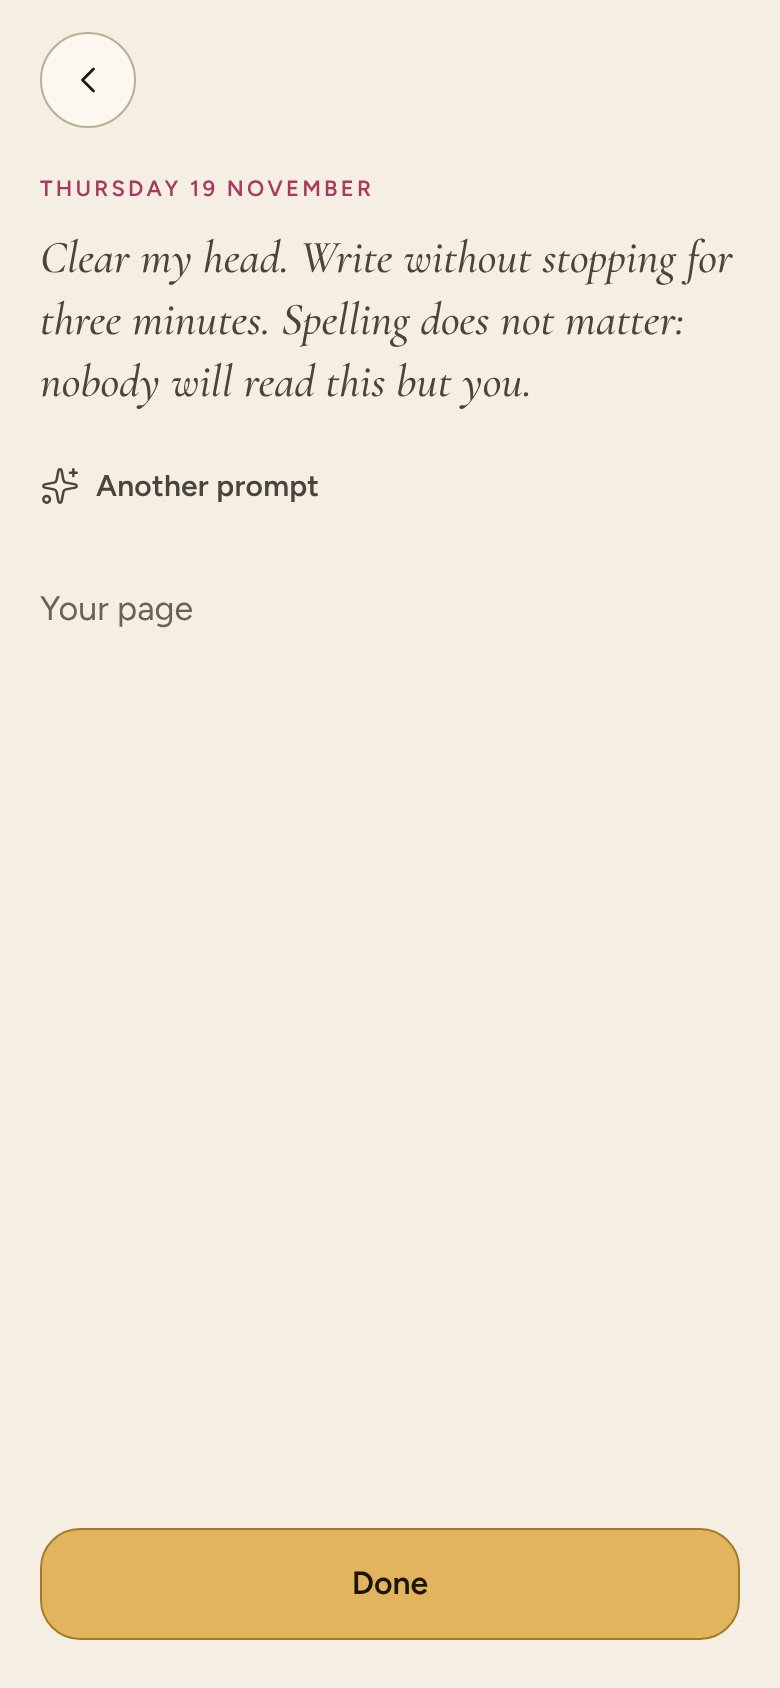 THURSDAY 19 NOVEMBER
Clear my head. Write without stopping for
three minutes. Spelling does not matter:
nobody will read this but you.
Another prompt
Your page
Done